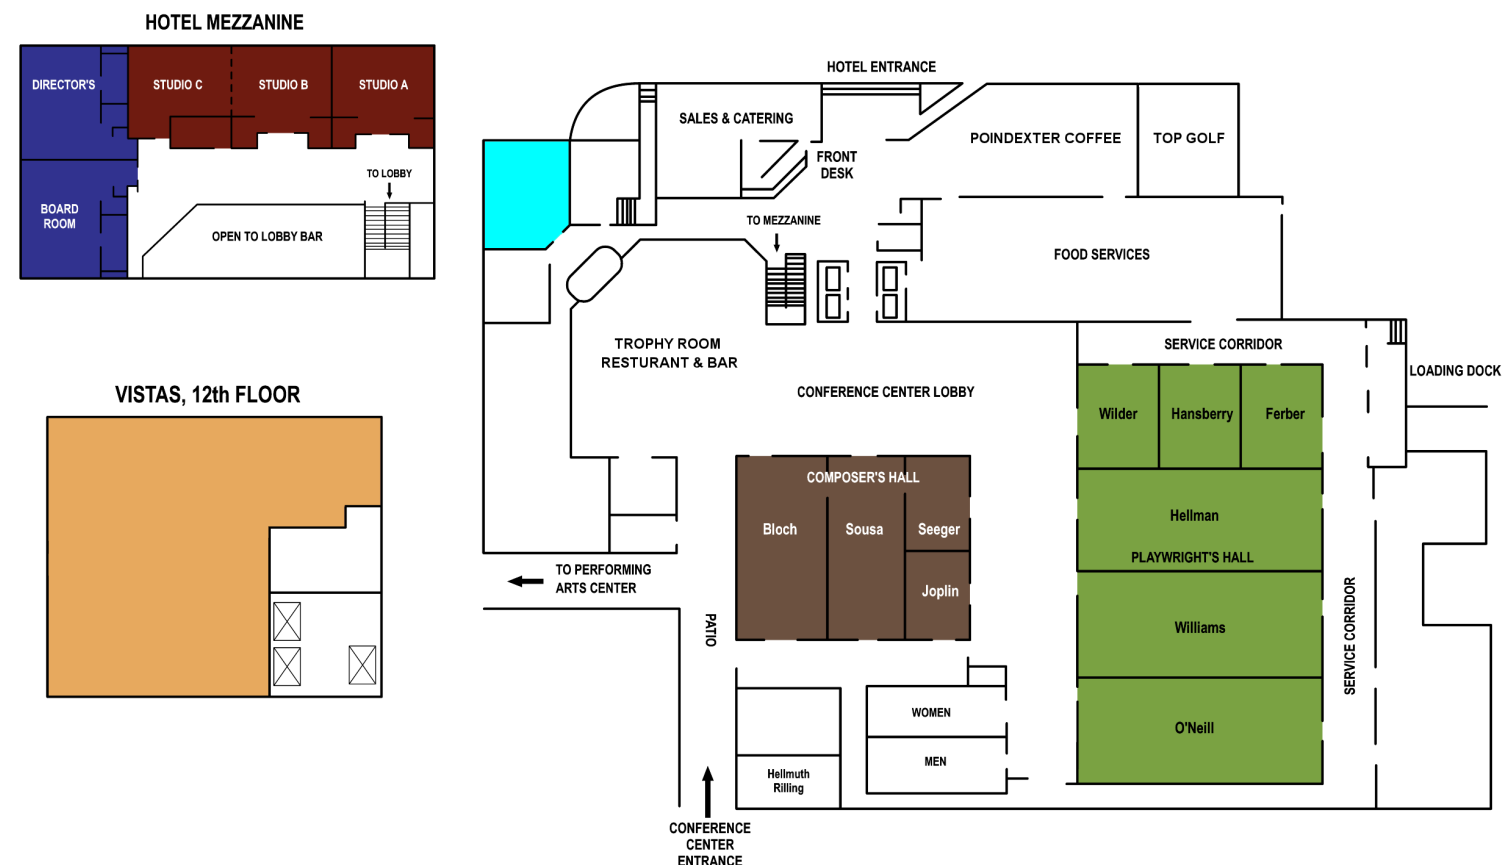 HOTEL MEZZANINE
DIRECTOR'S
STUDIO C
STUDIO B
STUDIO A
TO LOBBY
BOARD
ROOM
OPEN TO LOBBY BAR
VISTAS, 12th FLOOR
HOTEL ENTRANCE
SALES & CATERING
FRONT
DESK
POINDEXTER COFFEE
TOP GOLF
TO MEZZANINE
FOOD SERVICES
TROPHY ROOM
RESTURANT & BAR
CONFERENCE CENTER LOBBY
SERVICE CORRIDOR
LOADING DOCK
Wilder
Hansberry
Ferber
COMPOSER'S HALL
Bloch
Sousa
Seeger
Joplin
Hellman
PLAYWRIGHT'S HALL
Williams
O'Neill
SERVICE CORRIDOR
TO PERFORMING
ARTS CENTER
PATIO
WOMEN
MEN
Hellmuth
Rilling
CONFERENCE
CENTER
ENTRANCE